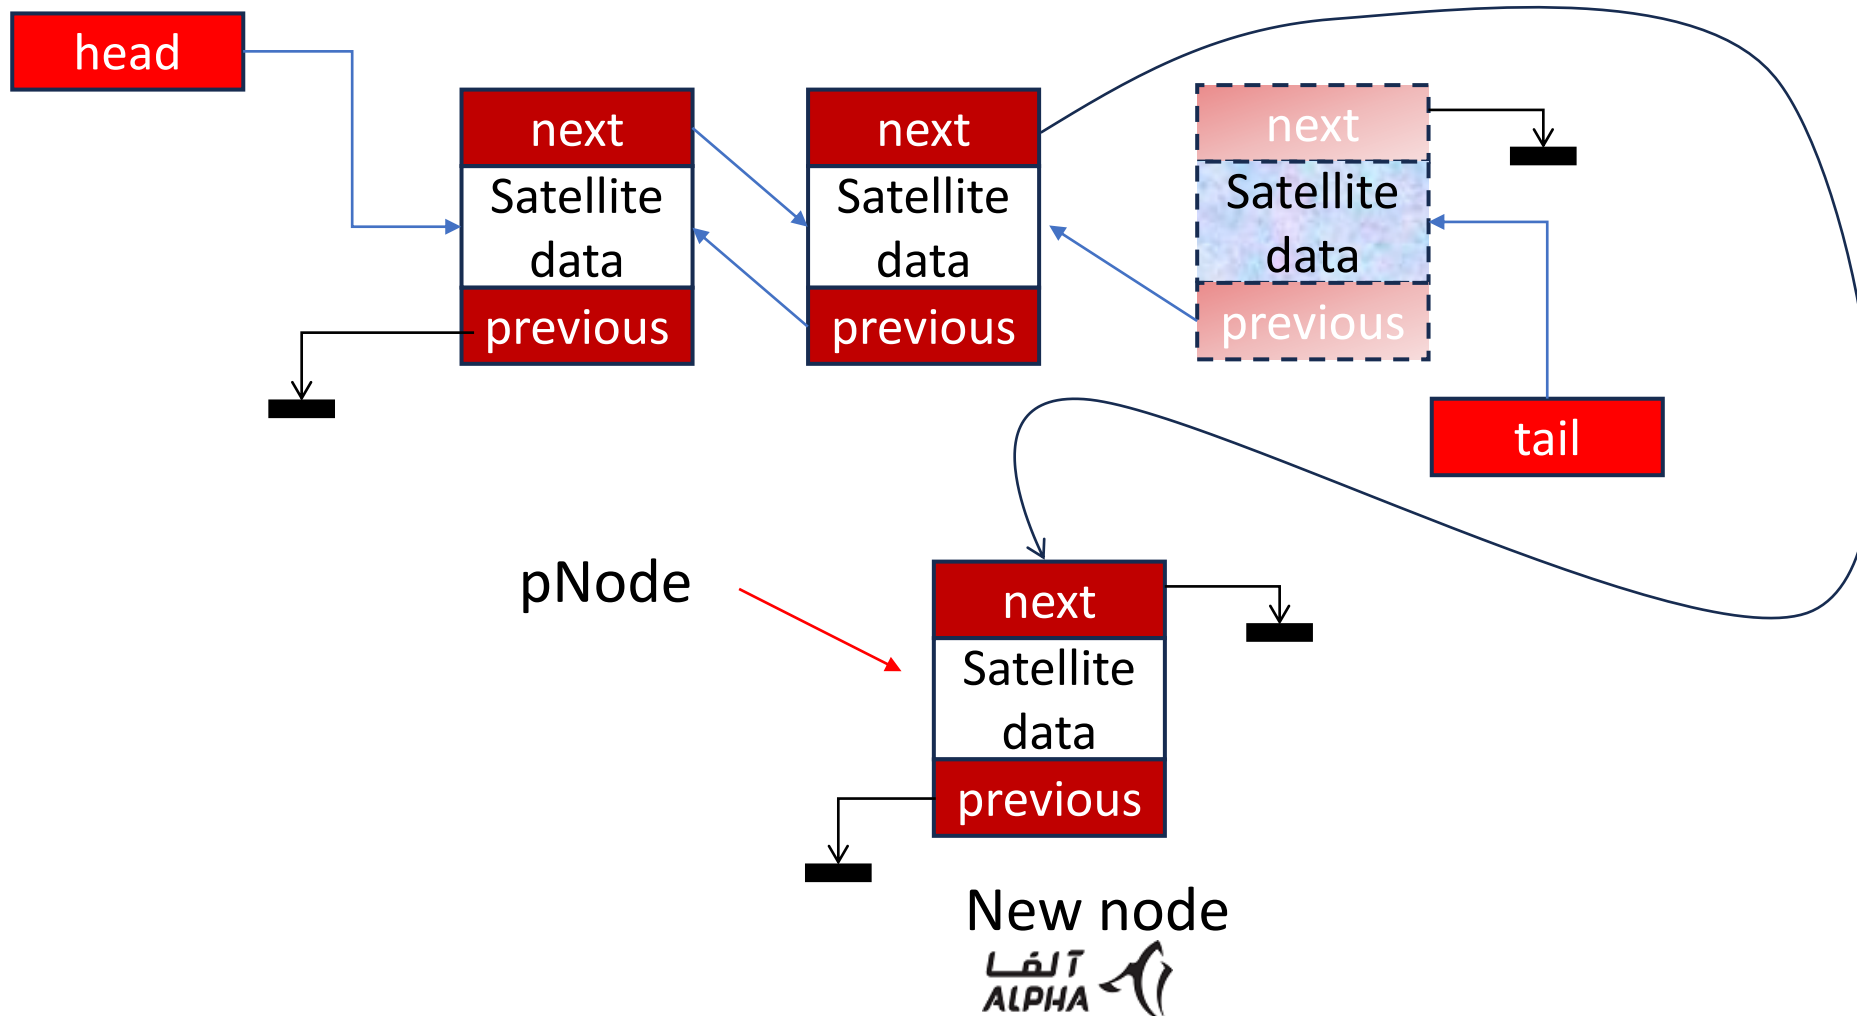 head
next
Satellite
data
previous
next
Satellite
data
previous
next
Satellite
data
previous
tail
pNode
next
Satellite
data
previous
New node
آلفا
ALPHA